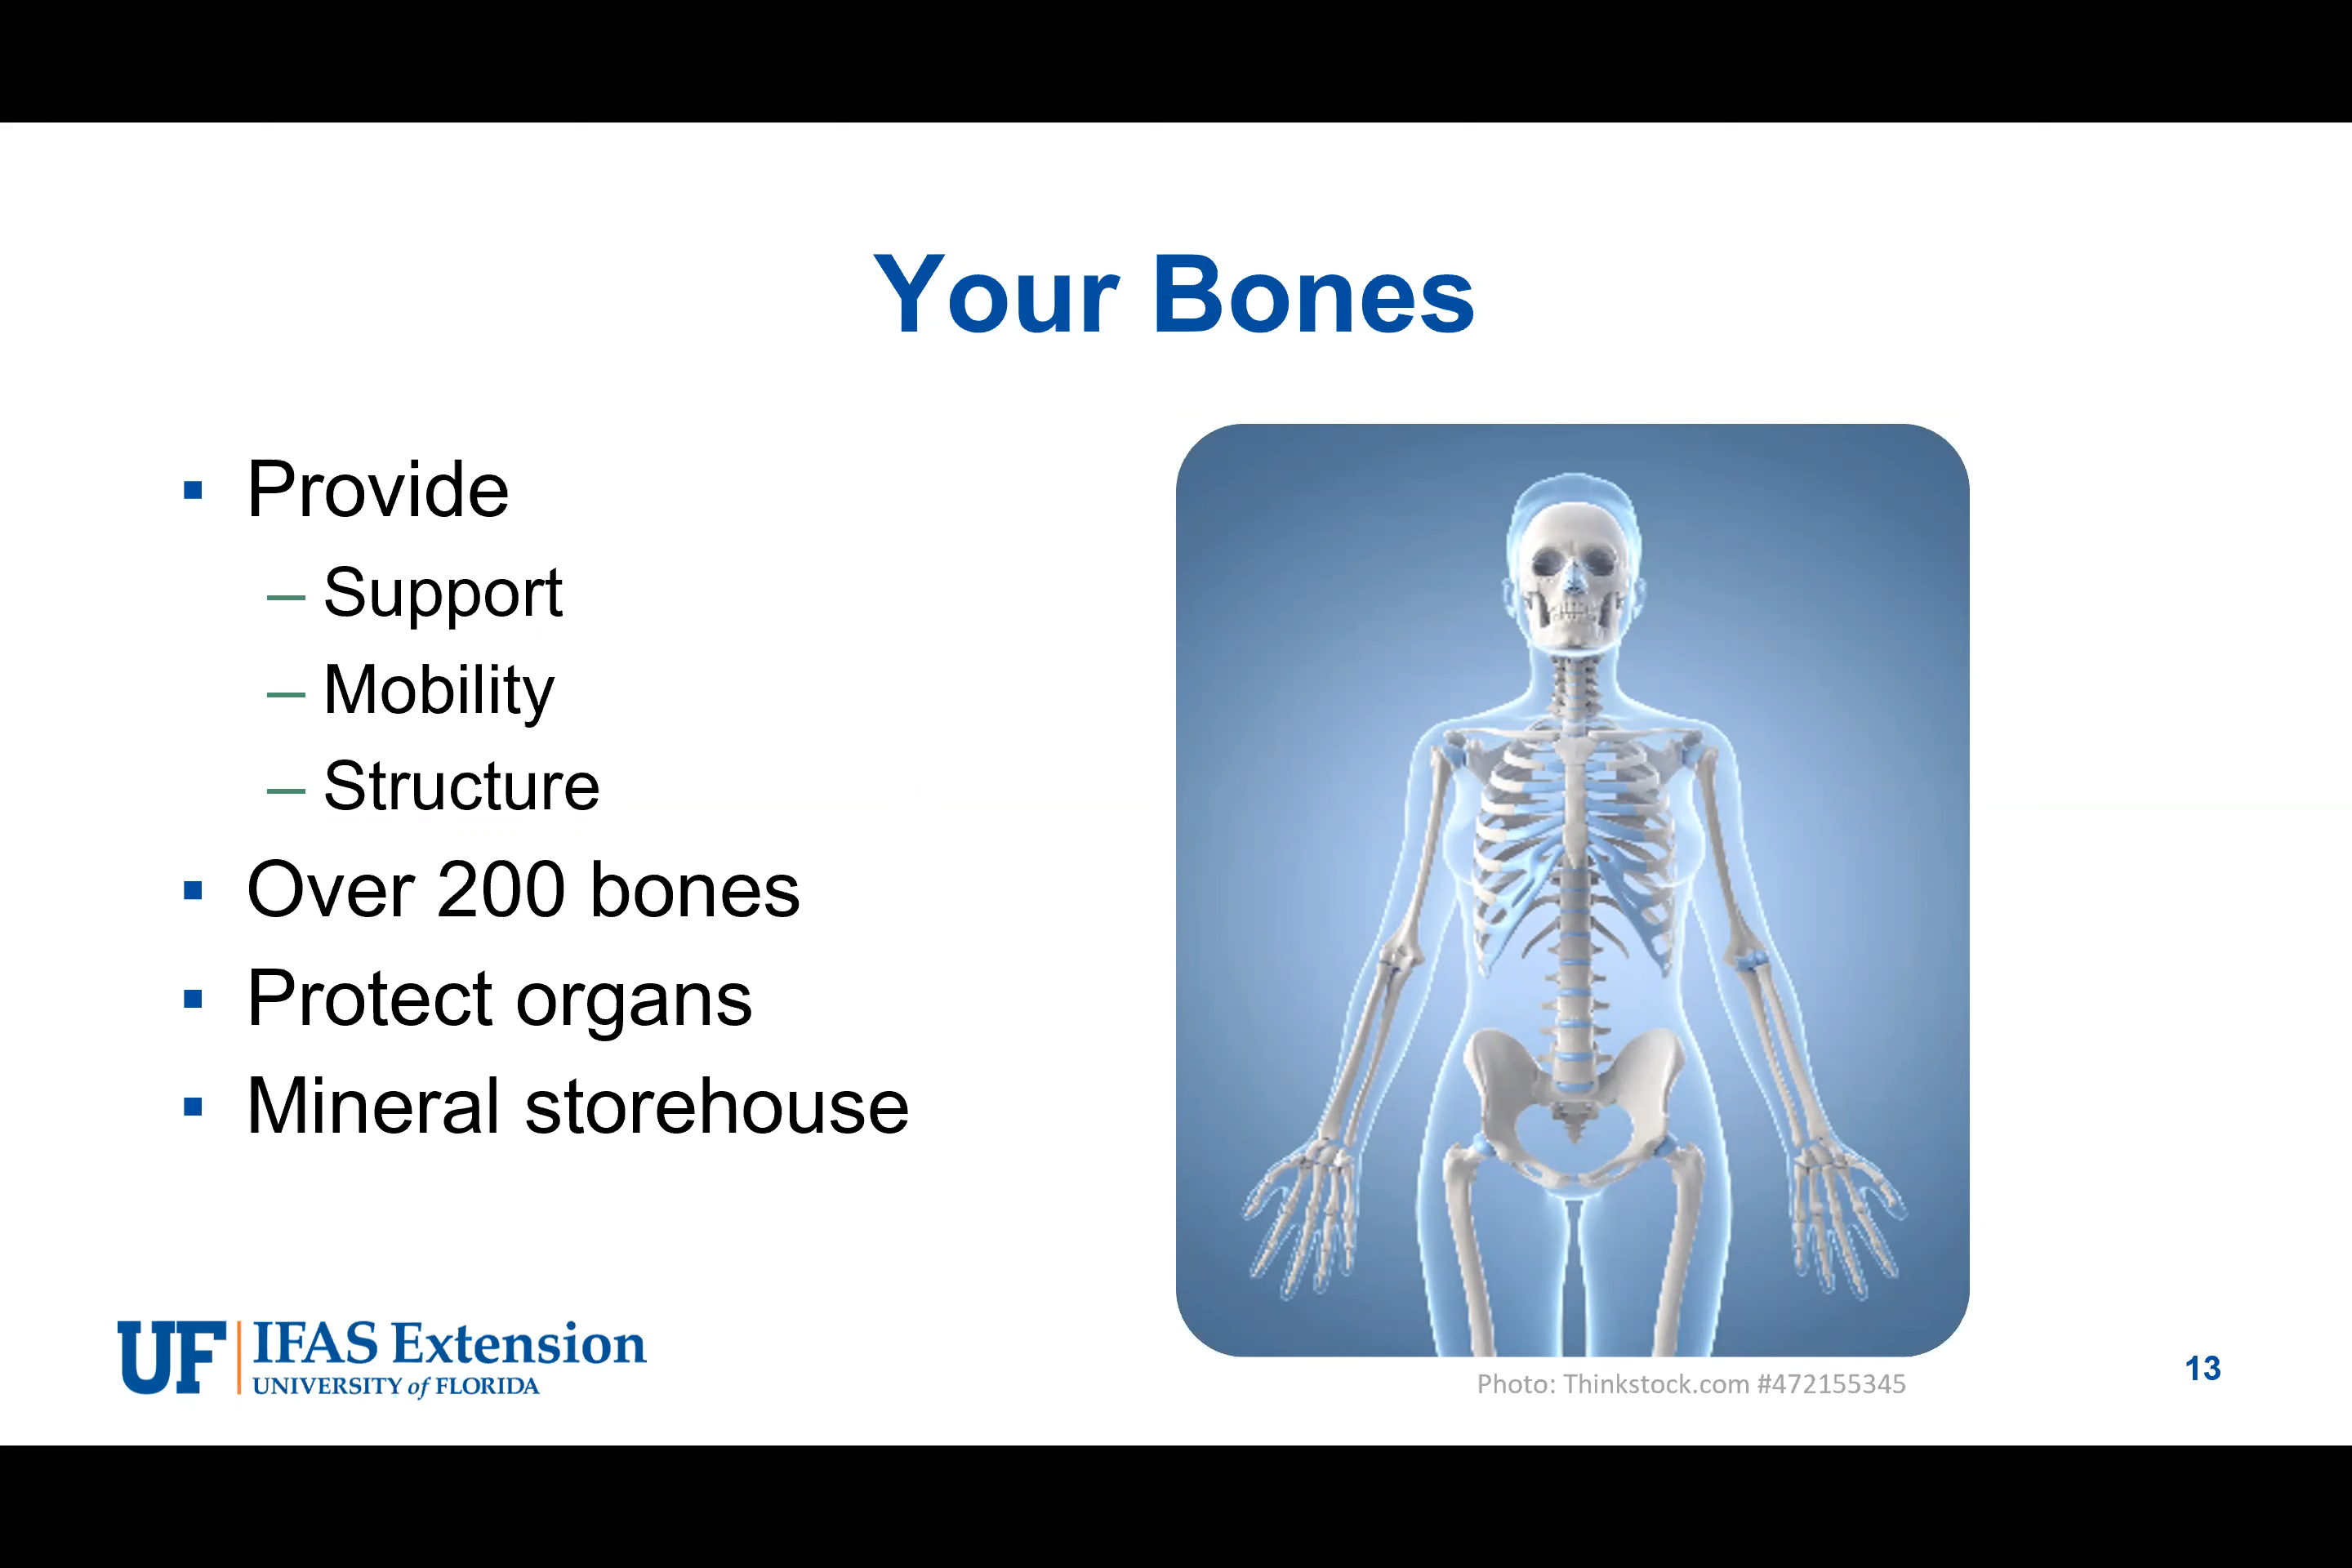 Your Bones
▪ Provide
– Support
– Mobility
– Structure
▪ Over 200 bones
▪ Protect organs
▪ Mineral storehouse
UF IFAS Extension
UNIVERSITY of FLORIDA
Photo: Thinkstock.com #472155345
13